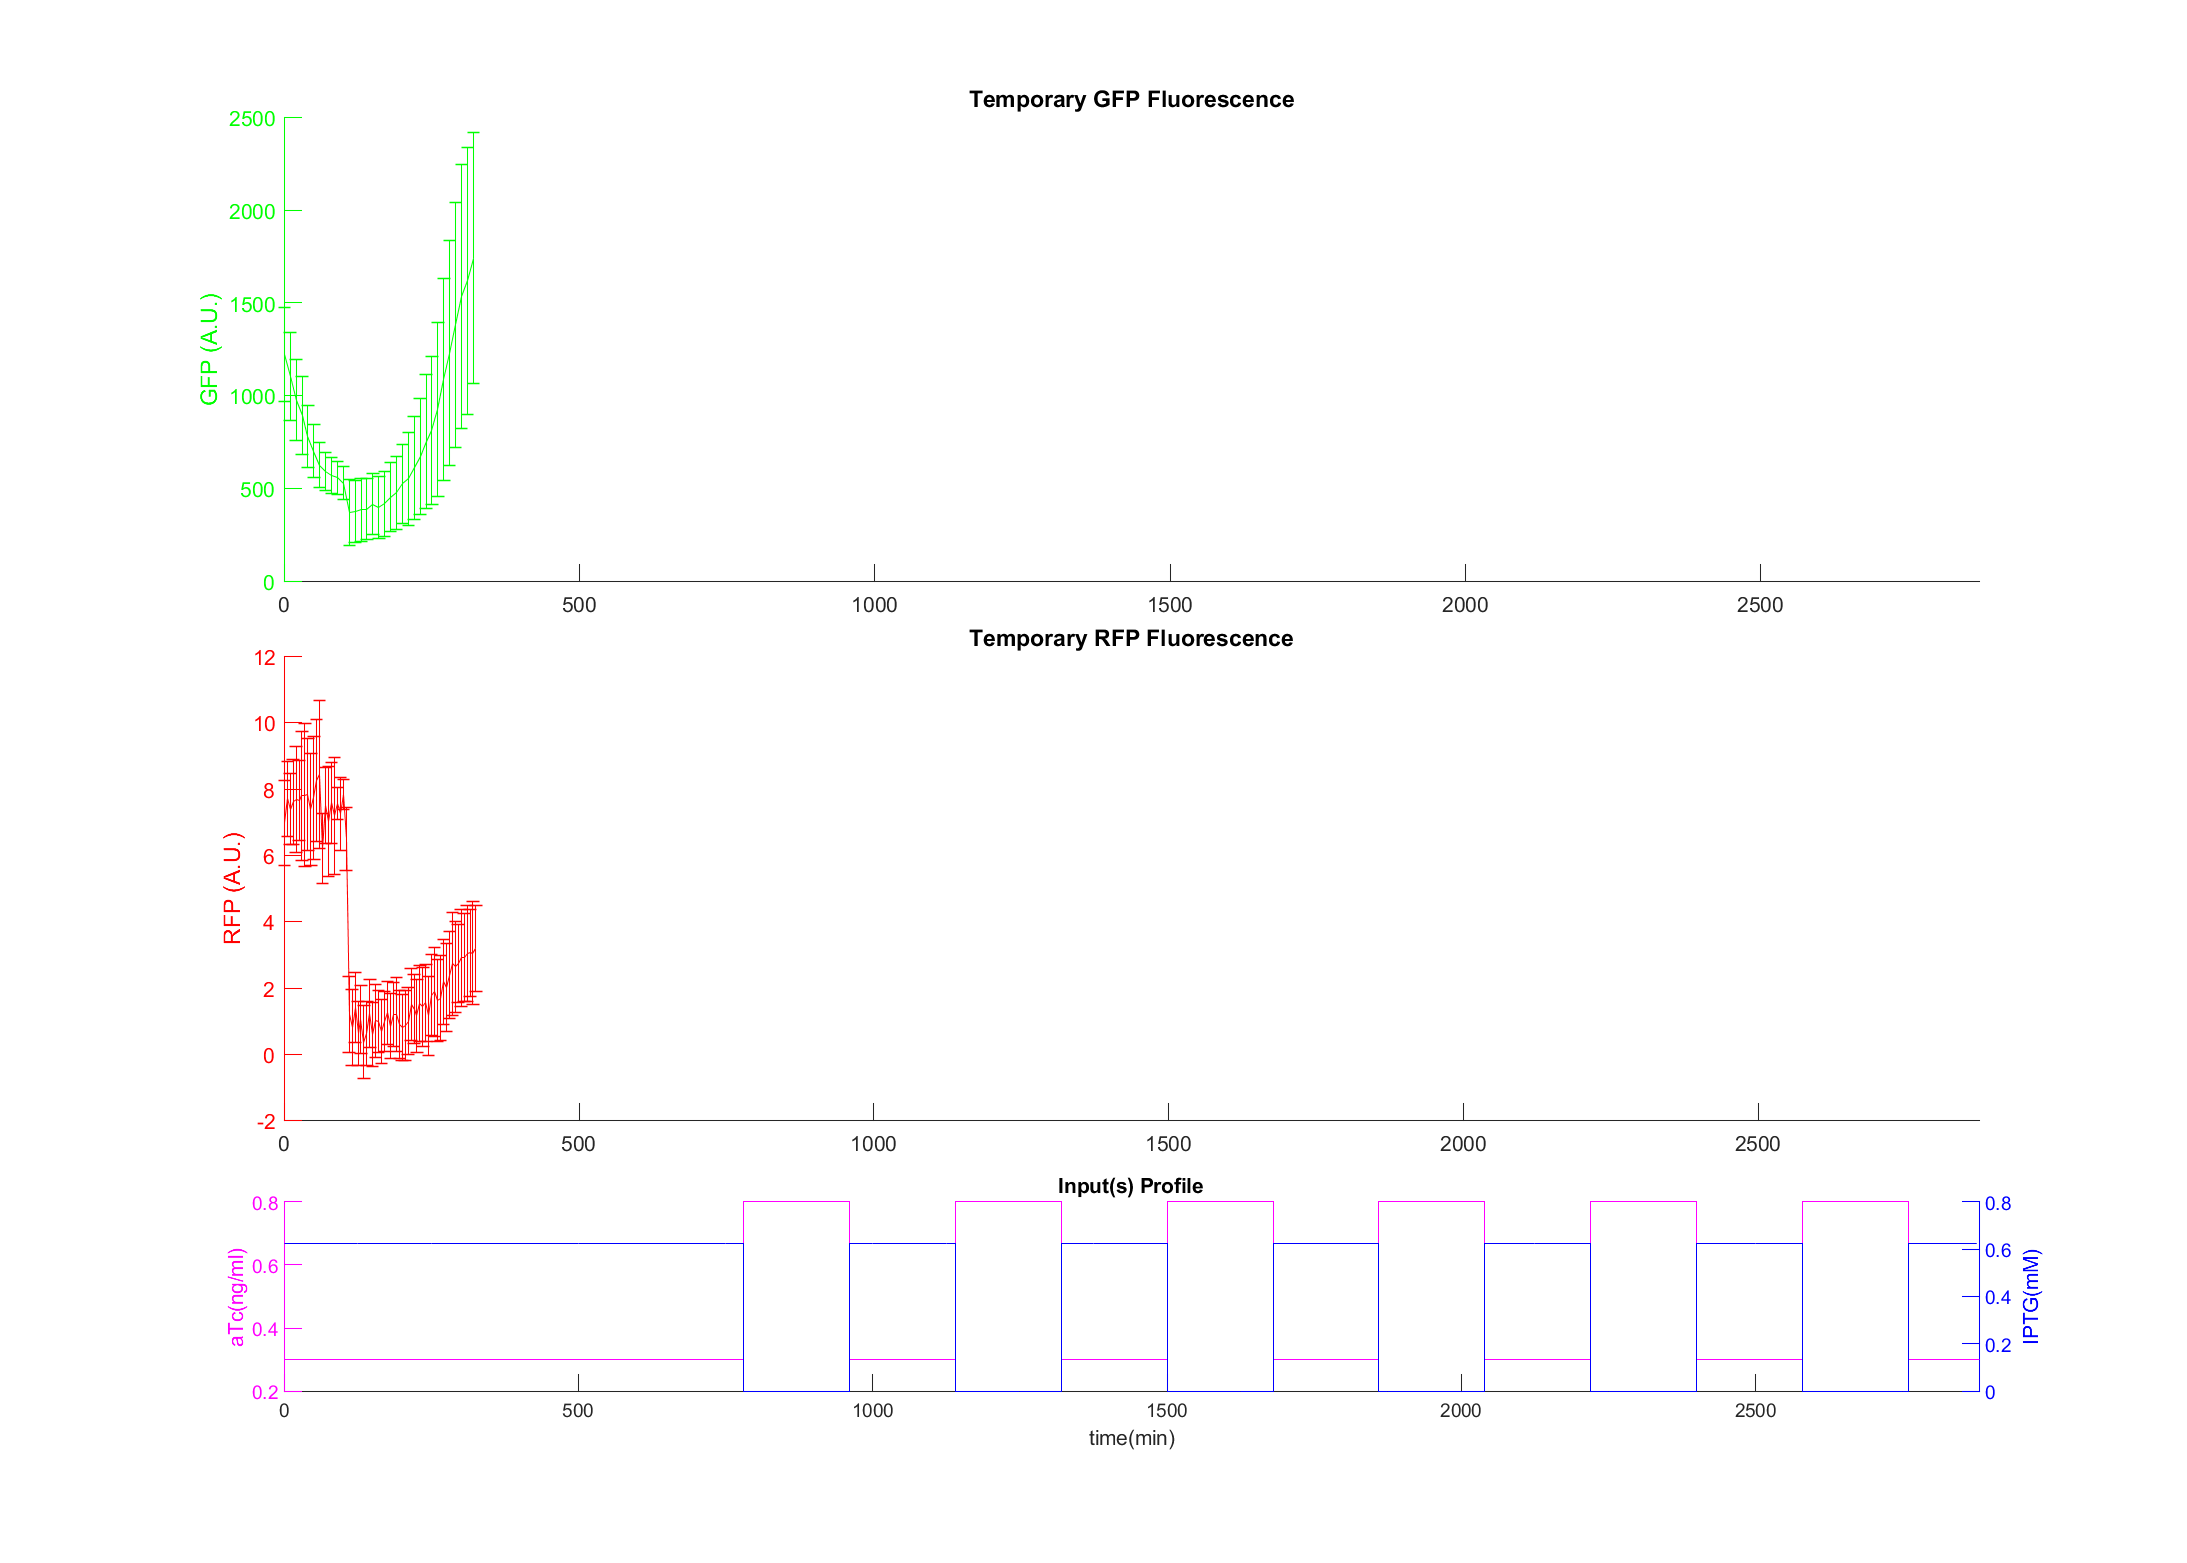 Temporary GFP Fluorescence
2500
2000
1500
1000
500
0
GFP (A.U.)
0 500 1000 1500 2000 2500
Temporary RFP Fluorescence
12
10
8
6
4
2
0
-2
RFP (A.U.)
0 500 1000 1500 2000 2500
Input(s) Profile
0.8
0.6
0.4
0.2
aTc(ng/ml)
0.8
0.6
0.4
0.2
0
IPTG(mM)
0 500 1000 1500 2000 2500
time(min)